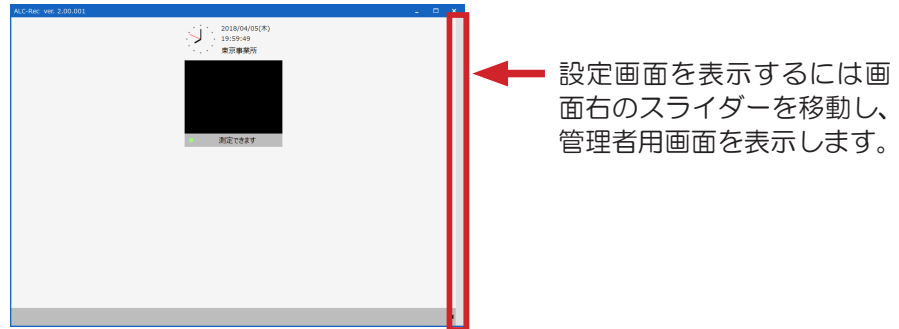 ALC-Rec ver. 2.00.001
2018/04/05(木)
19:59:49
東京事業所
測定できます
設定画面を表示するには画
面右のスライダーを移動し、
管理者用画面を表示します。